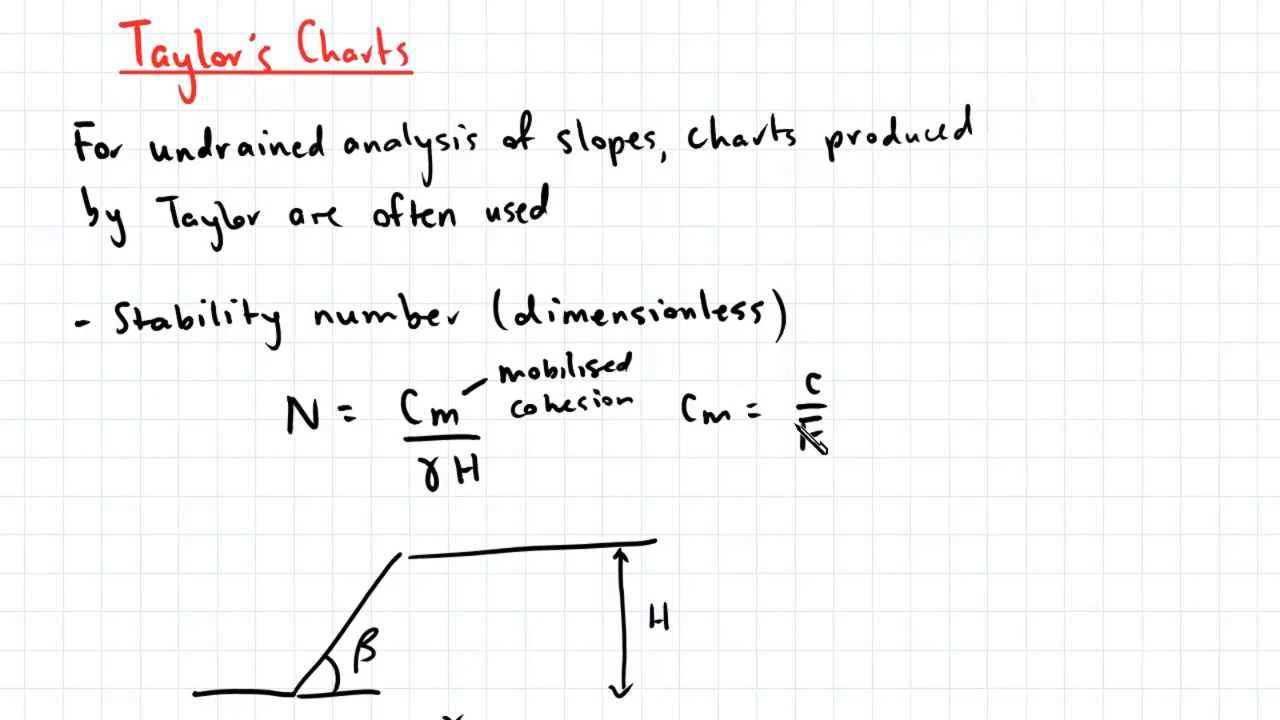 Taylor's Charts
For undrained analysis of slopes, charts produced
by Taylor are often used
- Stability number (dimensionless)
N = Cm / γH mobilised cohesion Cm = C / F
β
H